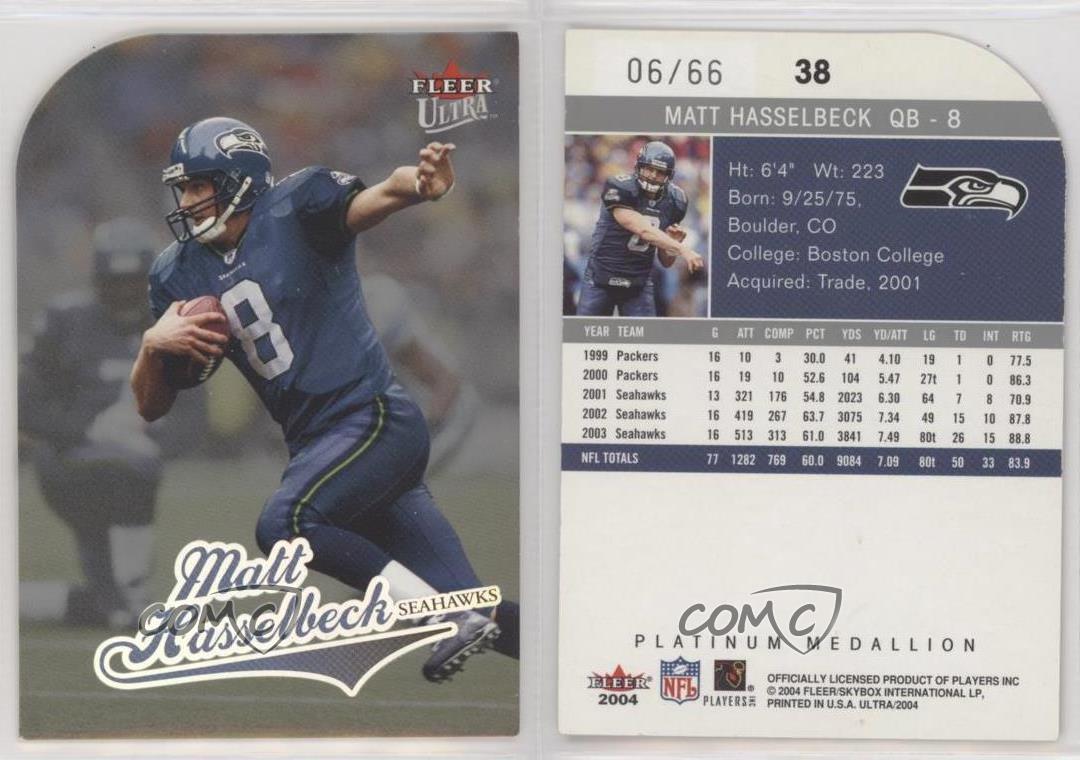 FLEER
ULTRA™
8
Matt
Hasselbeck
SEAHAWKS
COMC
06/66 38
MATT HASSELBECK QB - 8
Ht: 6'4" Wt: 223
Born: 9/25/75,
Boulder, CO
College: Boston College
Acquired: Trade, 2001
YEAR TEAM G ATT COMP PCT YDS YD/ATT LG TD INT RTG
1999 Packers 16 10 3 30.0 41 4.10 19 1 0 77.5
2000 Packers 16 19 10 52.6 104 5.47 27t 1 0 86.3
2001 Seahawks 13 321 176 54.8 2023 6.30 64 7 8 70.9
2002 Seahawks 16 419 267 63.7 3075 7.34 49 15 10 87.8
2003 Seahawks 16 513 313 61.0 3841 7.49 80t 26 15 88.8
NFL TOTALS 77 1282 769 60.0 9084 7.09 80t 50 33 83.9
COMC
PLATINUM MEDALLION
FLEER
2004
NFL
PLAYERS INC
OFFICIALLY LICENSED PRODUCT OF PLAYERS INC
© 2004 FLEER/SKYBOX INTERNATIONAL LP,
PRINTED IN U.S.A. ULTRA/2004